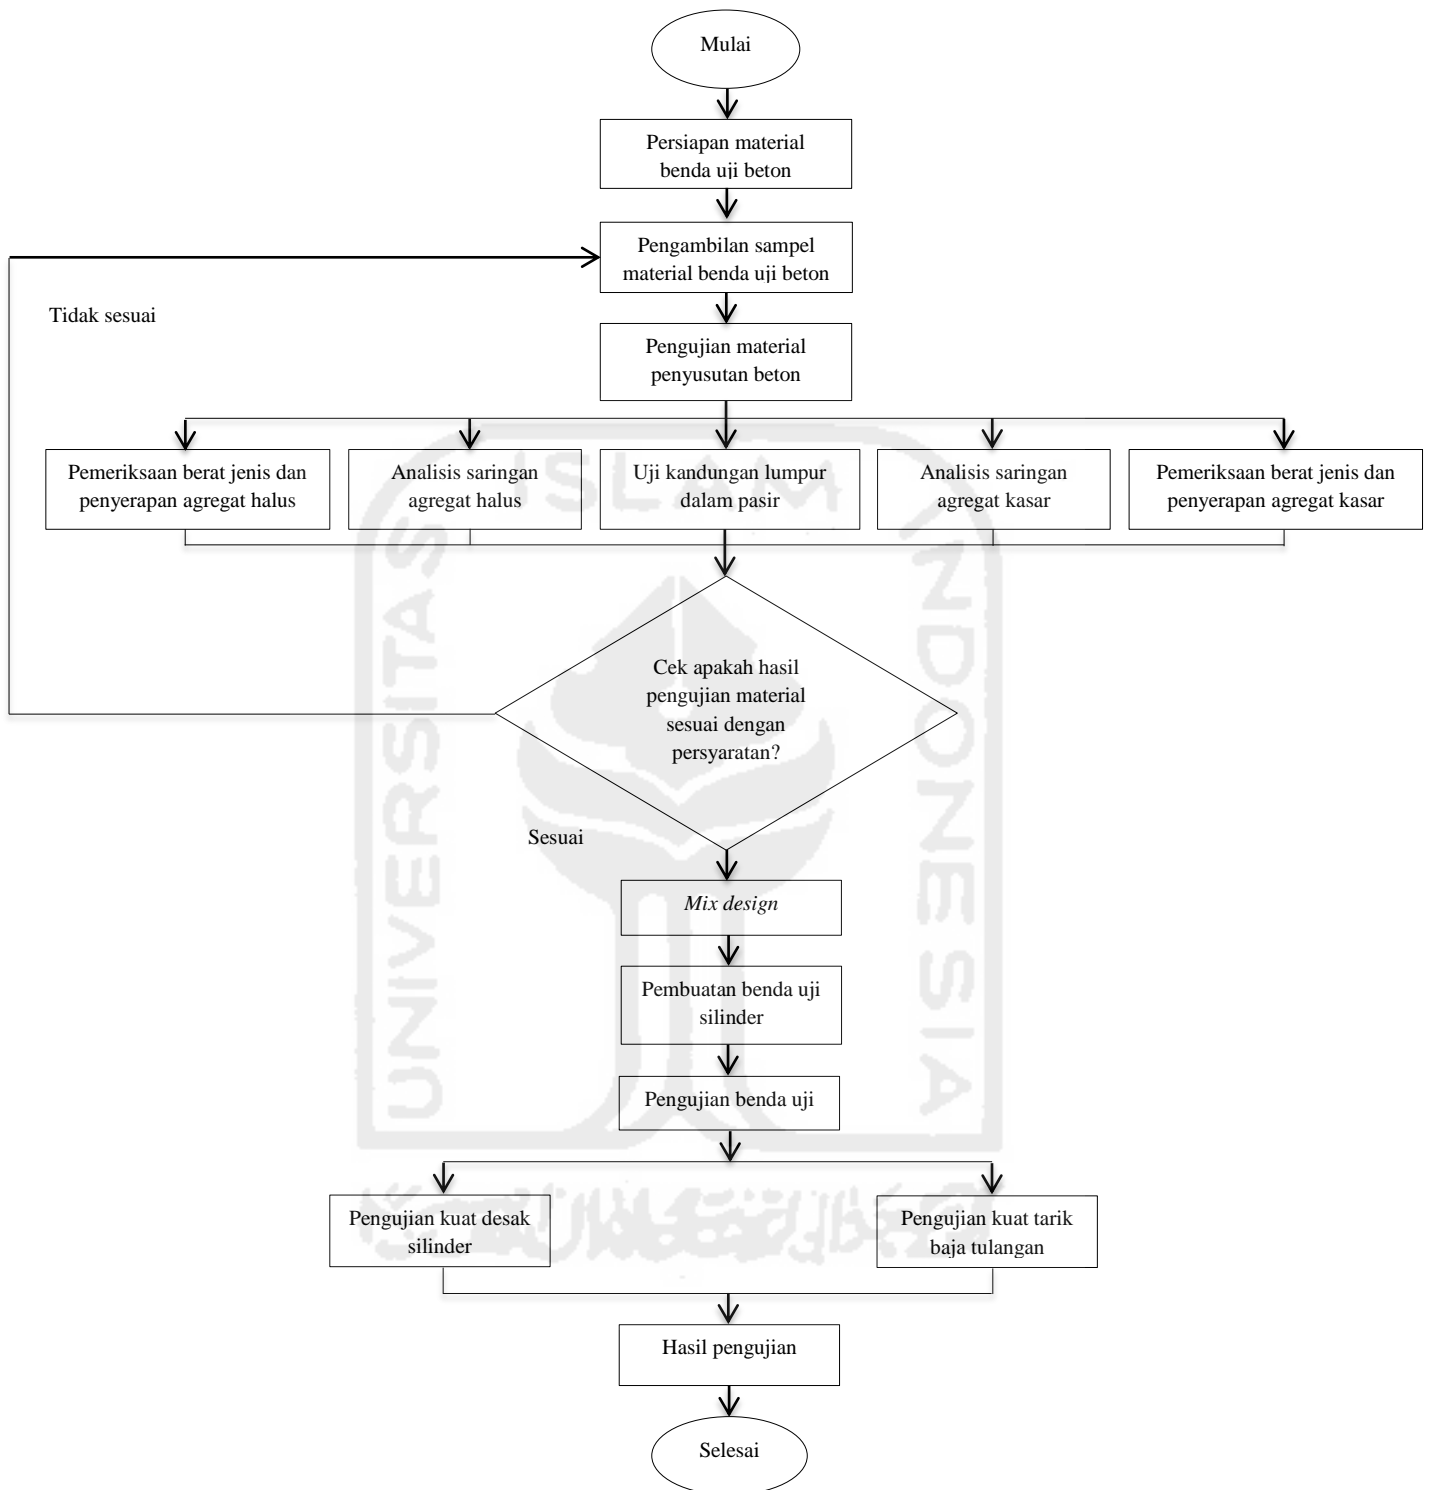 Mulai
Persiapan material
benda uji beton
Pengambilan sampel
material benda uji beton
Tidak sesuai
Pengujian material
penyusutan beton
Pemeriksaan berat jenis dan
penyerapan agregat halus
Analisis saringan
agregat halus
Uji kandungan lumpur
dalam pasir
Analisis saringan
agregat kasar
Pemeriksaan berat jenis dan
penyerapan agregat kasar
Cek apakah hasil
pengujian material
sesuai dengan
persyaratan?
Sesuai
Mix design
Pembuatan benda uji
silinder
Pengujian benda uji
Pengujian kuat desak
silinder
Pengujian kuat tarik
baja tulangan
Hasil pengujian
Selesai
UNIVERSITAS
ISLAM
INDONESIA